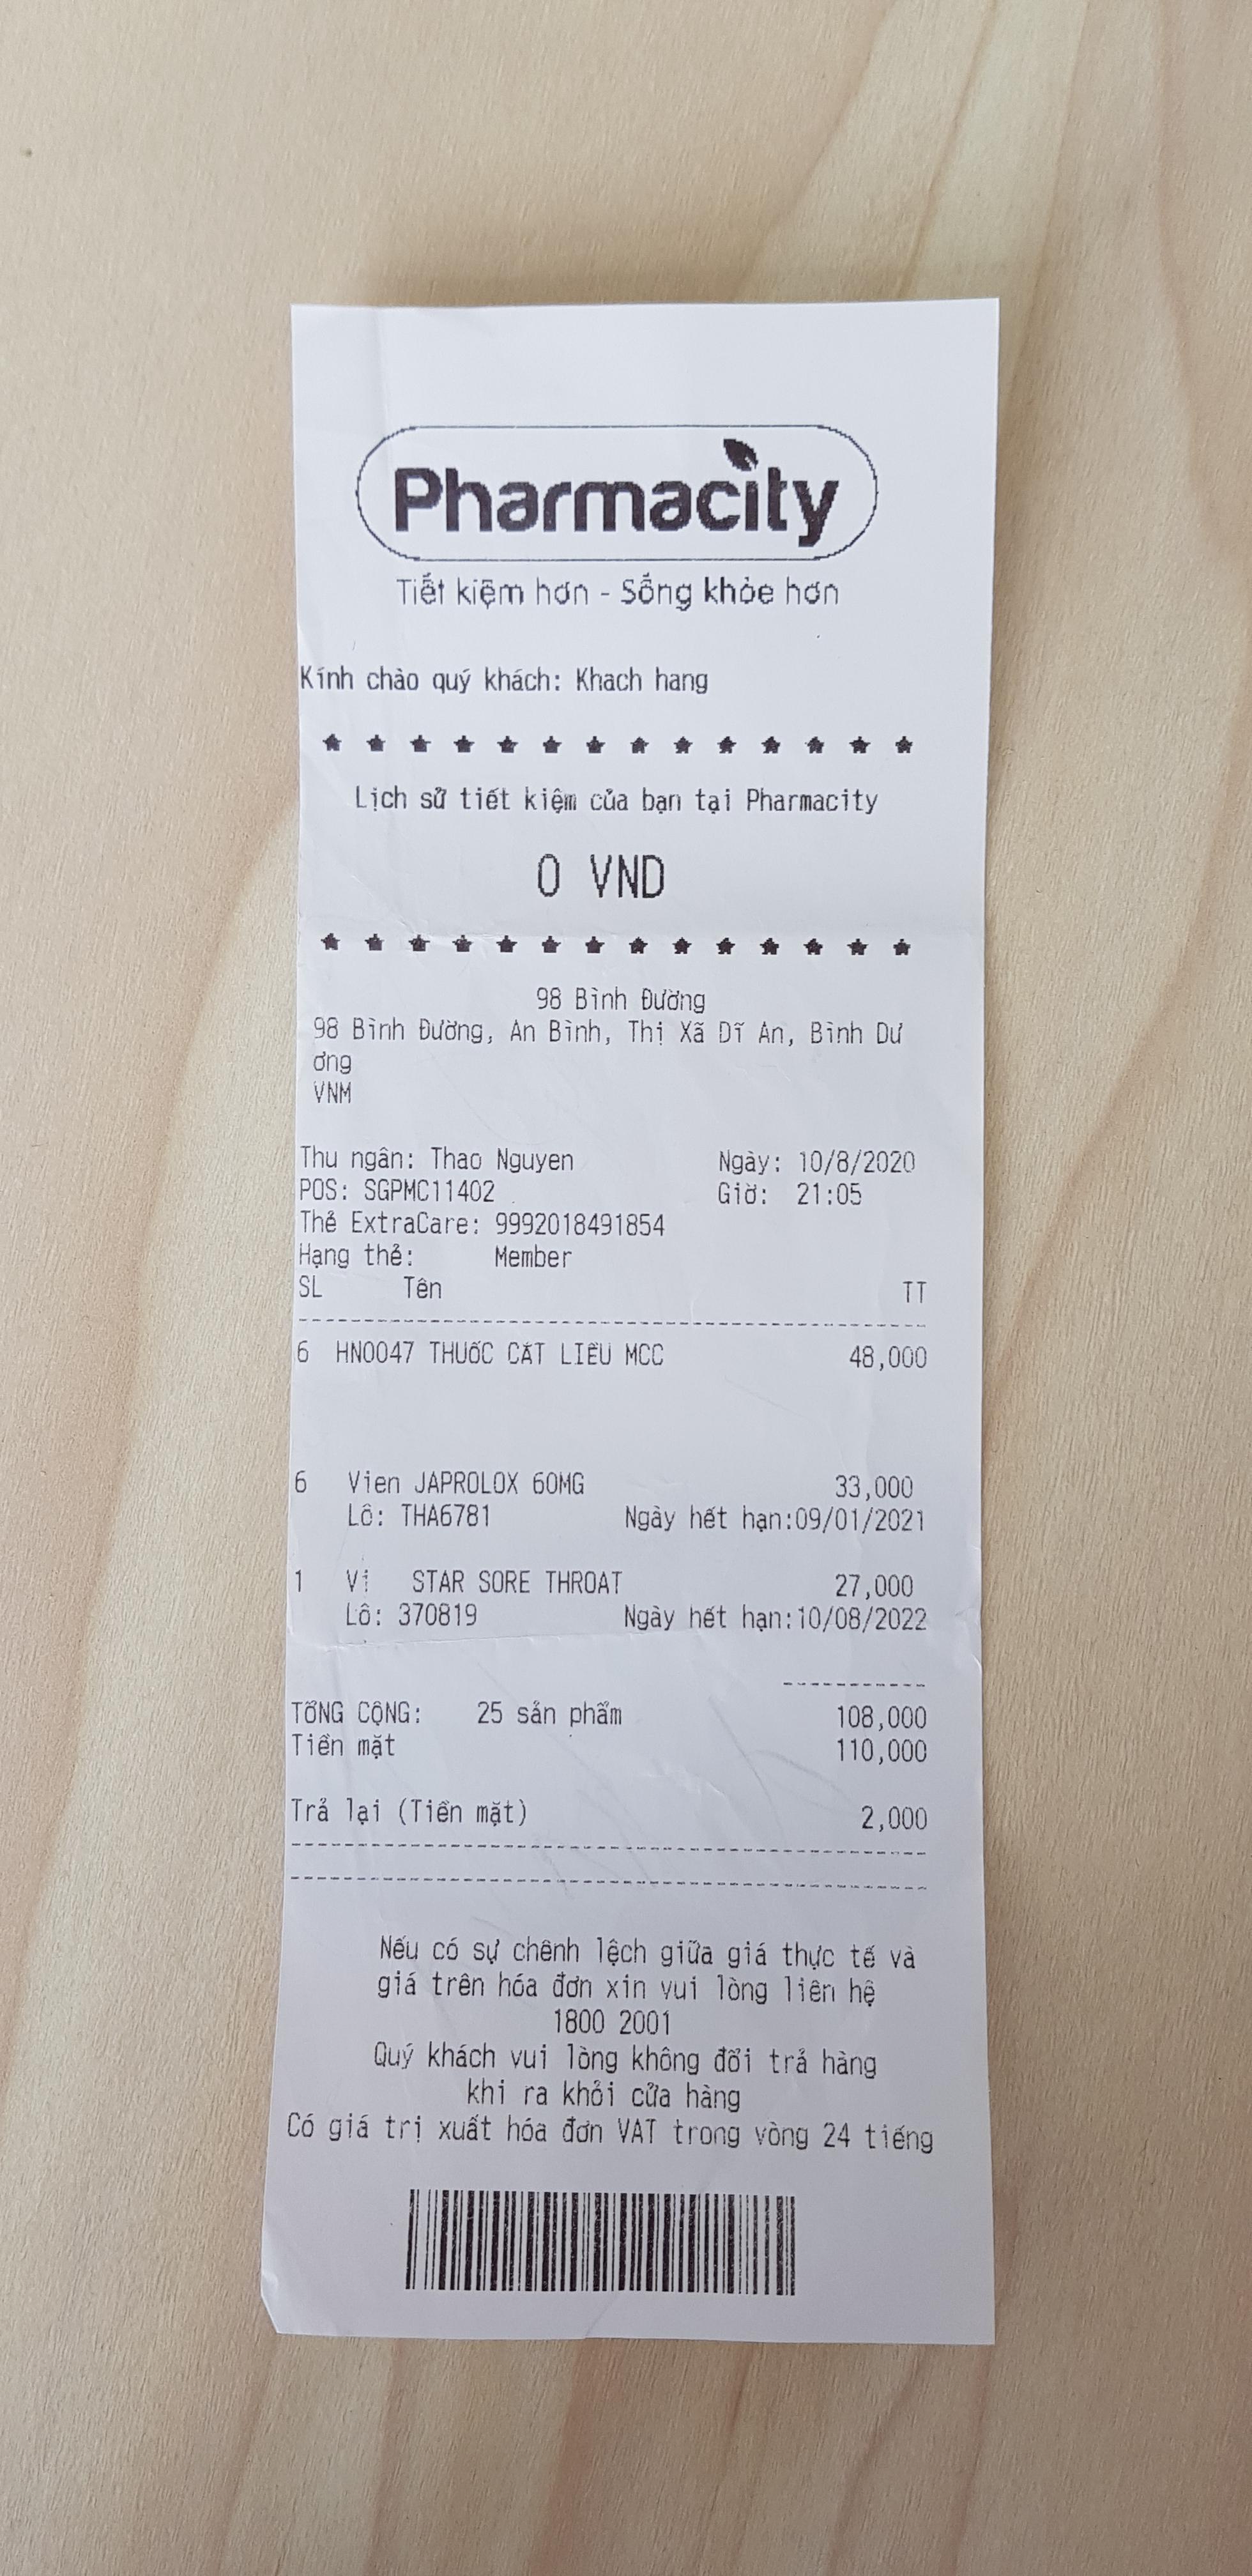 Pharmacity
Tiết kiệm hơn - Sống khỏe hơn
Kính chào quý khách: Khach hang
* * * * * * * * * * * * * *
Lịch sử tiết kiệm của bạn tại Pharmacity
0 VND
* * * * * * * * * * * * * *
98 Bình Đường
98 Bình Đường, An Bình, Thị Xã Dĩ An, Bình Dư
ơng
VNM
Thu ngân: Thao Nguyen Ngày: 10/8/2020
POS: SGPMC11402 Giờ: 21:05
Thẻ ExtraCare: 9992018491854
Hạng thẻ: Member
SL Tên TT
6 HN0047 THUỐC CẮT LIỀU MCC 48,000
6 Vien JAPROLOX 60MG 33,000
Lô: THA6781 Ngày hết hạn:09/01/2021
1 Vỉ STAR SORE THROAT 27,000
Lô: 370819 Ngày hết hạn:10/08/2022
TỔNG CỘNG: 25 sản phẩm 108,000
Tiền mặt 110,000
Trả lại (Tiền mặt) 2,000
Nếu có sự chênh lệch giữa giá thực tế và
giá trên hóa đơn xin vui lòng liên hệ
1800 2001
Quý khách vui lòng không đổi trả hàng
khi ra khỏi cửa hàng
Có giá trị xuất hóa đơn VAT trong vòng 24 tiếng